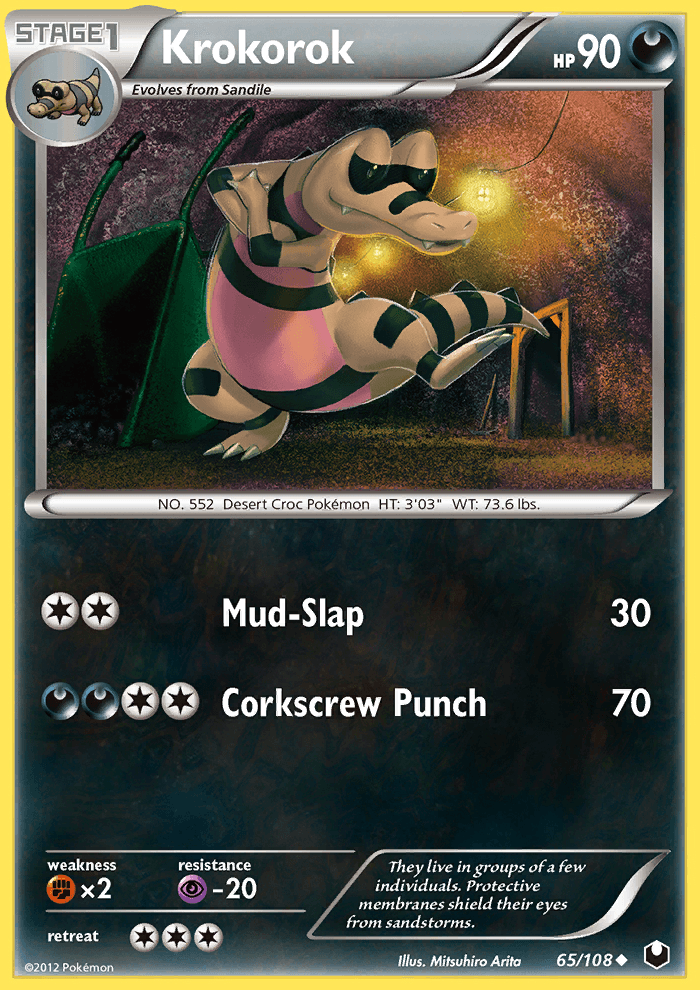 STAGE1
Krokorok
HP 90
Evolves from Sandile
NO. 552 Desert Croc Pokémon HT: 3'03" WT: 73.6 lbs.
Mud-Slap 30
Corkscrew Punch 70
weakness resistance
×2 -20
They live in groups of a few
individuals. Protective
membranes shield their eyes
from sandstorms.
retreat
Illus. Mitsuhiro Arita 65/108
©2012 Pokémon